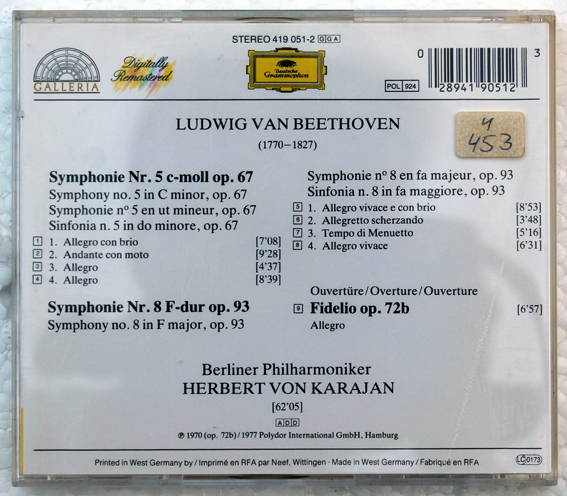 STEREO 419 051-2 GGA
GALLERIA
Digitally
Remastered
Deutsche
Grammophon
POL 924
0 28941 90512 3
4
453
LUDWIG VAN BEETHOVEN
(1770–1827)
Symphonie Nr. 5 c-moll op. 67
Symphony no. 5 in C minor, op. 67
Symphonie nº 5 en ut mineur, op. 67
Sinfonia n. 5 in do minore, op. 67
1 1. Allegro con brio [7'08]
2 2. Andante con moto [9'28]
3 3. Allegro [4'37]
4 4. Allegro [8'39]
Symphonie Nr. 8 F-dur op. 93
Symphony no. 8 in F major, op. 93
Symphonie nº 8 en fa majeur, op. 93
Sinfonia n. 8 in fa maggiore, op. 93
5 1. Allegro vivace e con brio [8'53]
6 2. Allegretto scherzando [3'48]
7 3. Tempo di Menuetto [5'16]
8 4. Allegro vivace [6'31]
Ouvertüre/Overture/Ouverture
9 Fidelio op. 72b [6'57]
Allegro
Berliner Philharmoniker
HERBERT VON KARAJAN
[62'05]
ADD
℗ 1970 (op. 72b) / 1977 Polydor International GmbH, Hamburg
Printed in West Germany by / Imprimé en RFA par Neef, Wittingen · Made in West Germany / Fabriqué en RFA
LC 0173